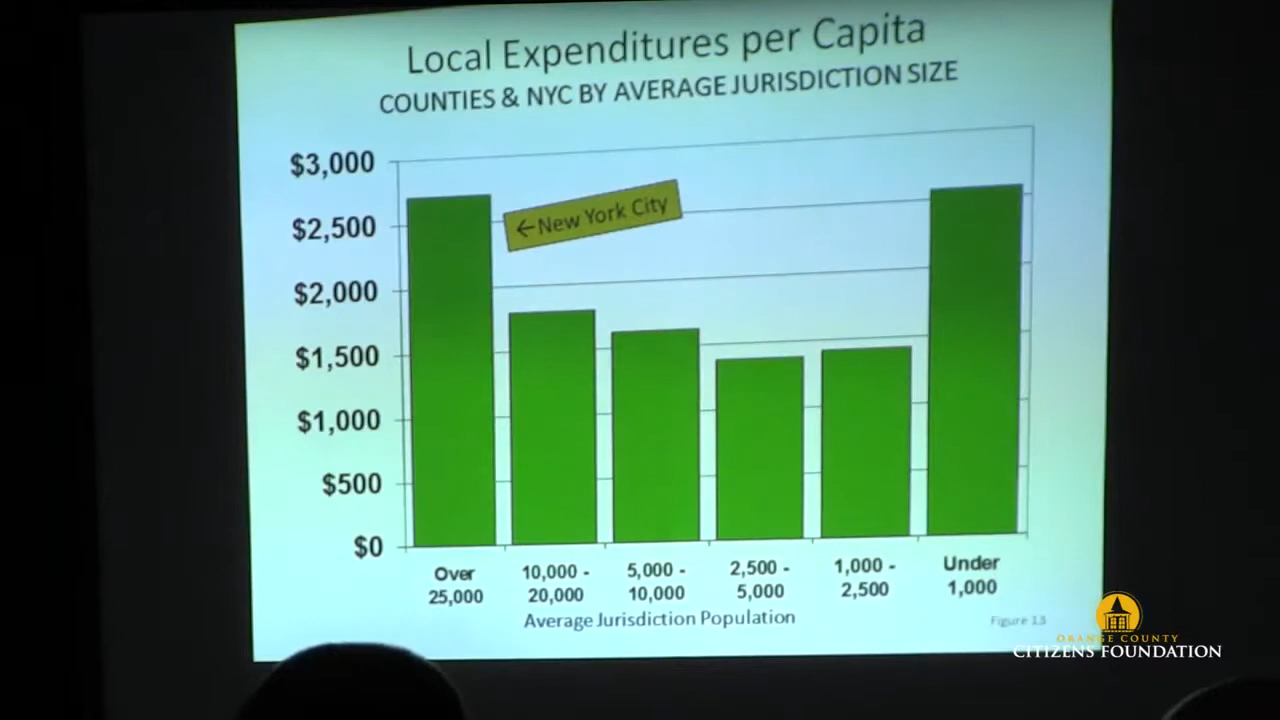 Local Expenditures per Capita
COUNTIES & NYC BY AVERAGE JURISDICTION SIZE
$3,000
$2,500
$2,000
$1,500
$1,000
$500
$0
←New York City
Over
25,000
10,000 -
20,000
5,000 -
10,000
2,500 -
5,000
1,000 -
2,500
Under
1,000
Average Jurisdiction Population
Figure 13
ORANGE COUNTY
CITIZENS FOUNDATION